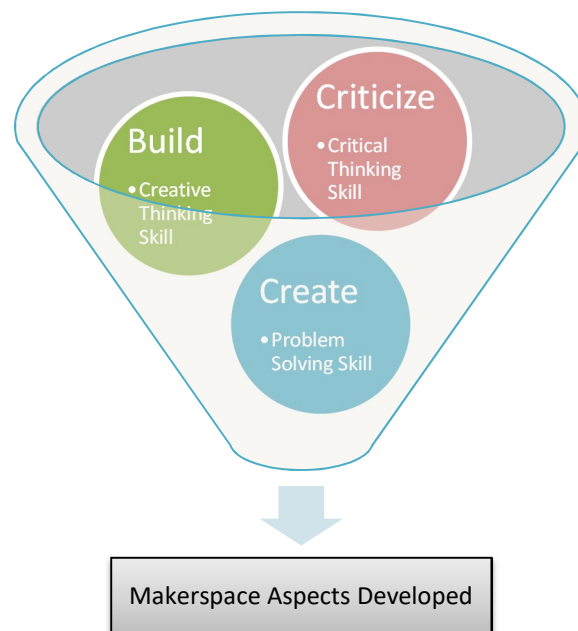 Build
•Creative
Thinking
Skill
Criticize
•Critical
Thinking
Skill
Create
•Problem
Solving Skill
Makerspace Aspects Developed